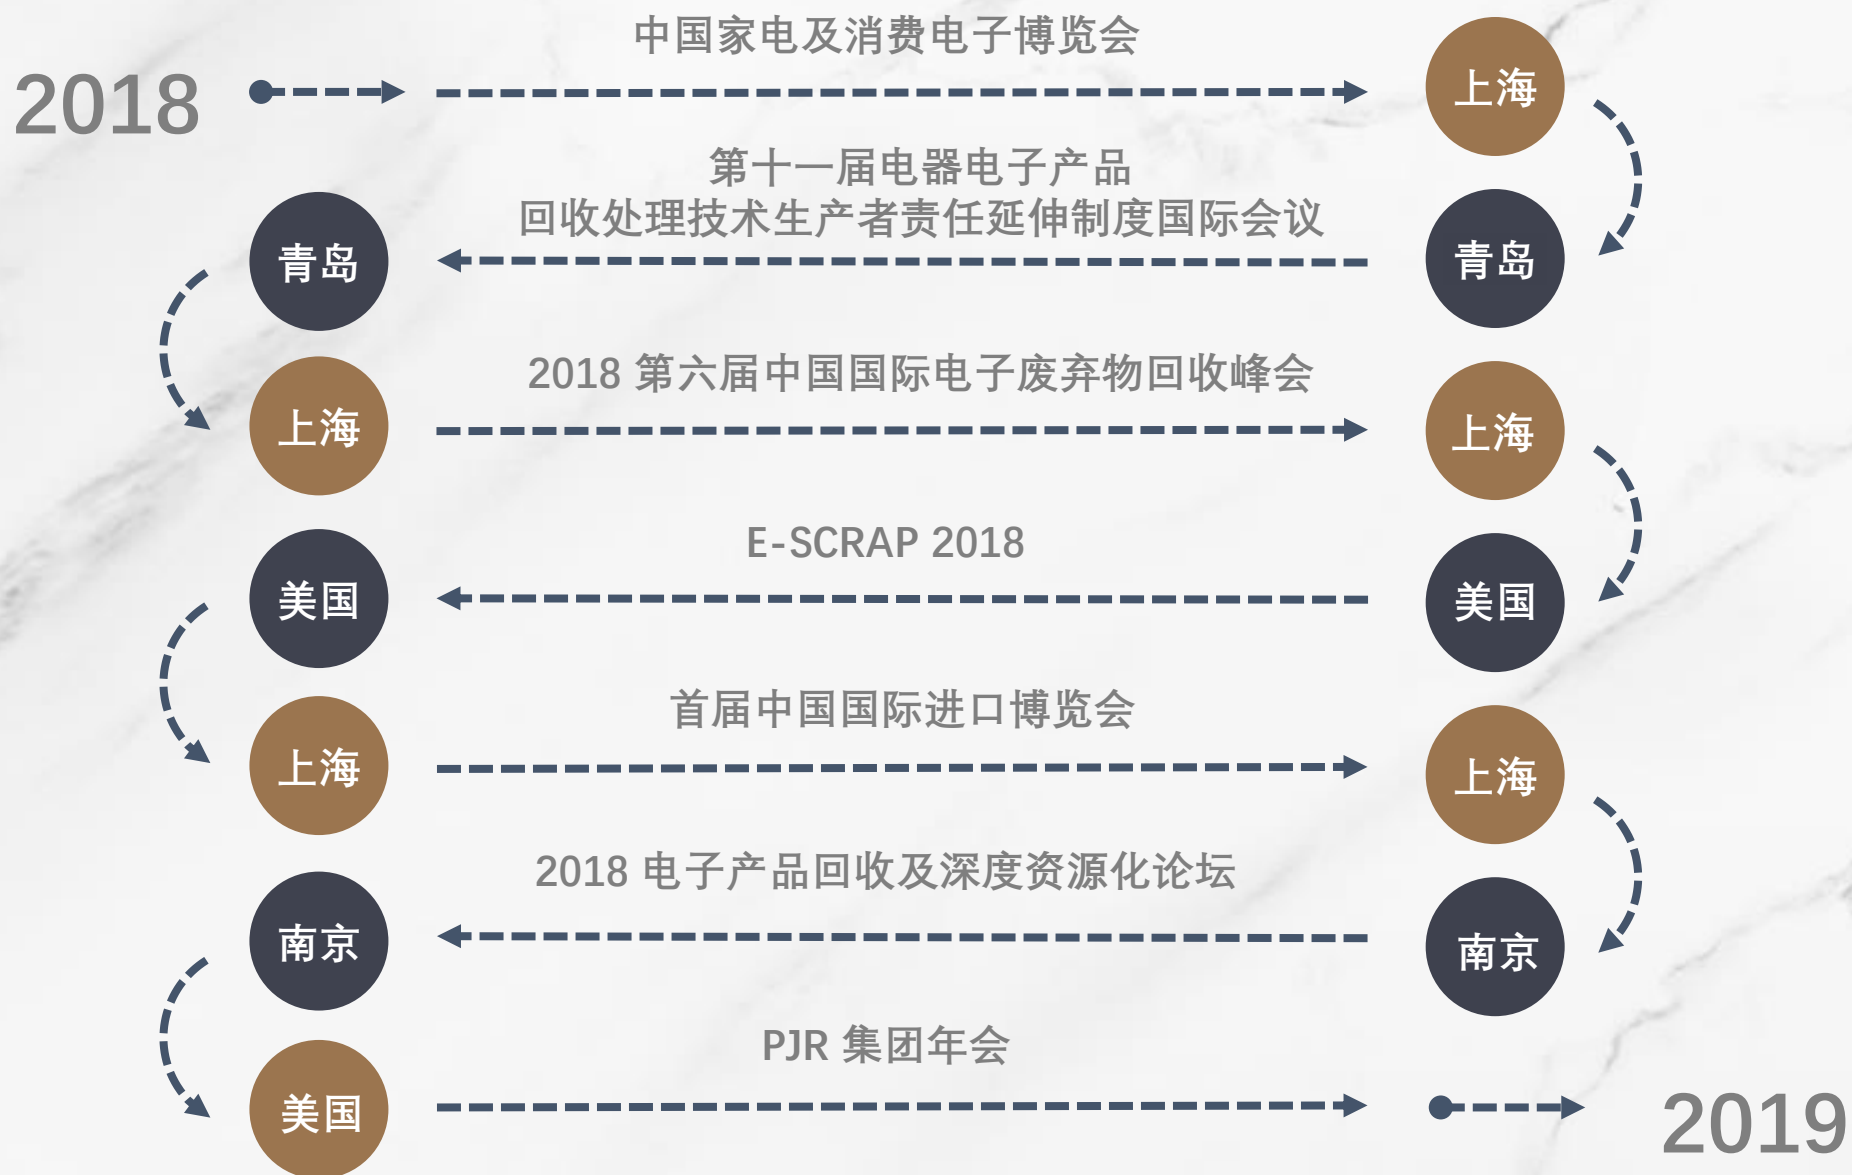 中国家电及消费电子博览会
2018
上海
第十一届电器电子产品
回收处理技术生产者责任延伸制度国际会议
青岛
青岛
2018 第六届中国国际电子废弃物回收峰会
上海
上海
E-SCRAP 2018
美国
美国
首届中国国际进口博览会
上海
上海
2018 电子产品回收及深度资源化论坛
南京
南京
PJR 集团年会
美国
2019